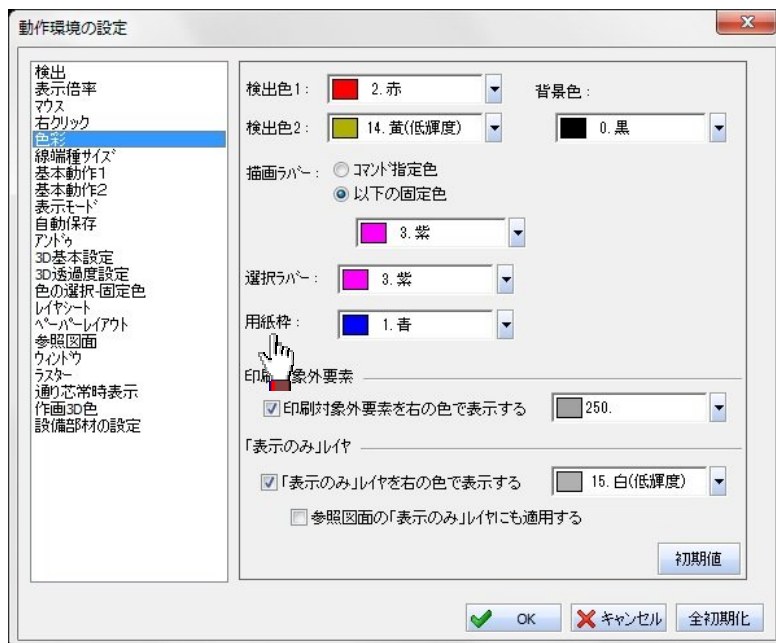 動作環境の設定
検出
表示倍率
マウス
右クリック
色彩
線端種サイズ
基本動作1
基本動作2
表示モード
自動保存
アンドゥ
3D基本設定
3D透過度設定
色の選択-固定色
レイヤシート
ペーパーレイアウト
参照図面
ウィンドウ
ラスター
通り芯常時表示
作画3D色
設備部材の設定
検出色1: 2.赤
背景色:
検出色2: 14.黄(低輝度)
0.黒
描画ラバー: コマンド指定色
以下の固定色
3.紫
選択ラバー: 3.紫
用紙枠: 1.青
印刷 象外要素
印刷対象外要素を右の色で表示する 250.
「表示のみ」レイヤ
「表示のみ」レイヤを右の色で表示する 15.白(低輝度)
参照図面の「表示のみ」レイヤにも適用する
初期値
OK キャンセル 全初期化